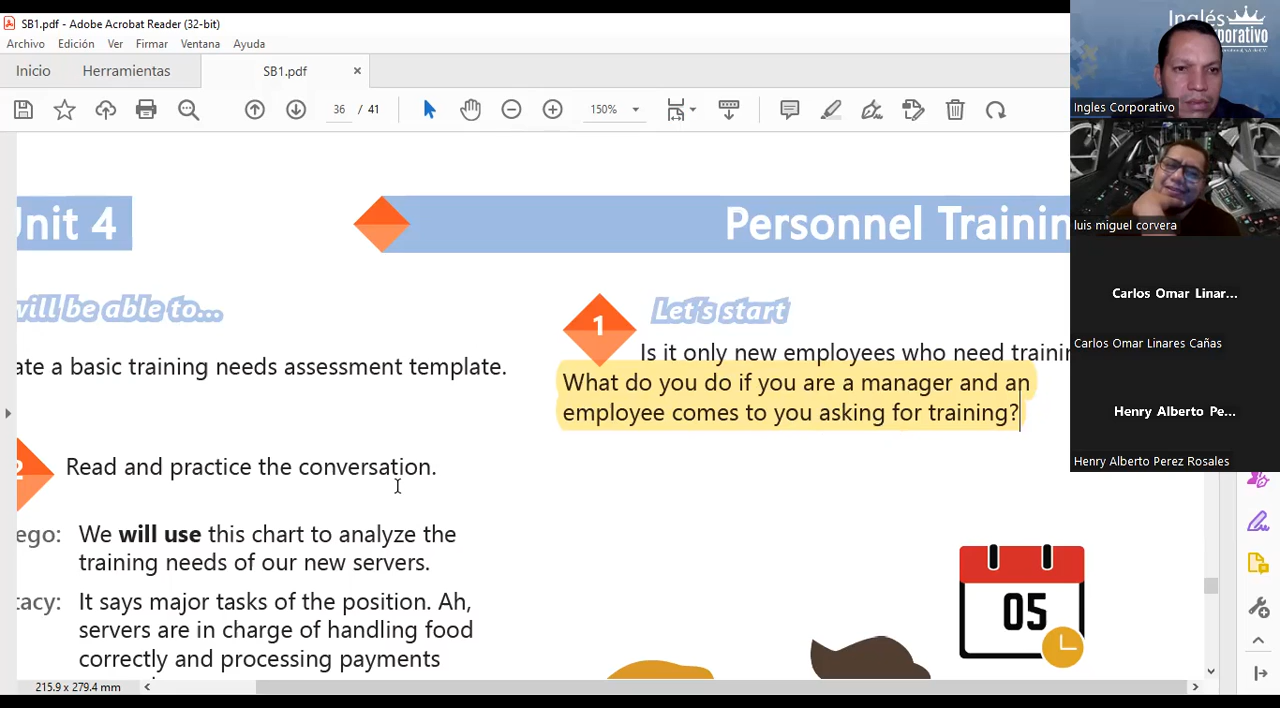 SB1.pdf - Adobe Acrobat Reader (32-bit)
Archivo Edición Ver Firmar Ventana Ayuda
Inicio Herramientas SB1.pdf ×
36 / 41 150%
Unit 4
Personnel Trainin
will be able to...
ate a basic training needs assessment template.
2 Read and practice the conversation.
ego: We will use this chart to analyze the
training needs of our new servers.
tacy: It says major tasks of the position. Ah,
servers are in charge of handling food
correctly and processing payments
1 Let's start
Is it only new employees who need trainin
What do you do if you are a manager and an
employee comes to you asking for training?
05
215.9 x 279.4 mm
Inglés
orporativo
Ingles Corporativo
luis miguel corvera
Carlos Omar Linar...
Carlos Omar Linares Cañas
Henry Alberto Pe...
Henry Alberto Perez Rosales